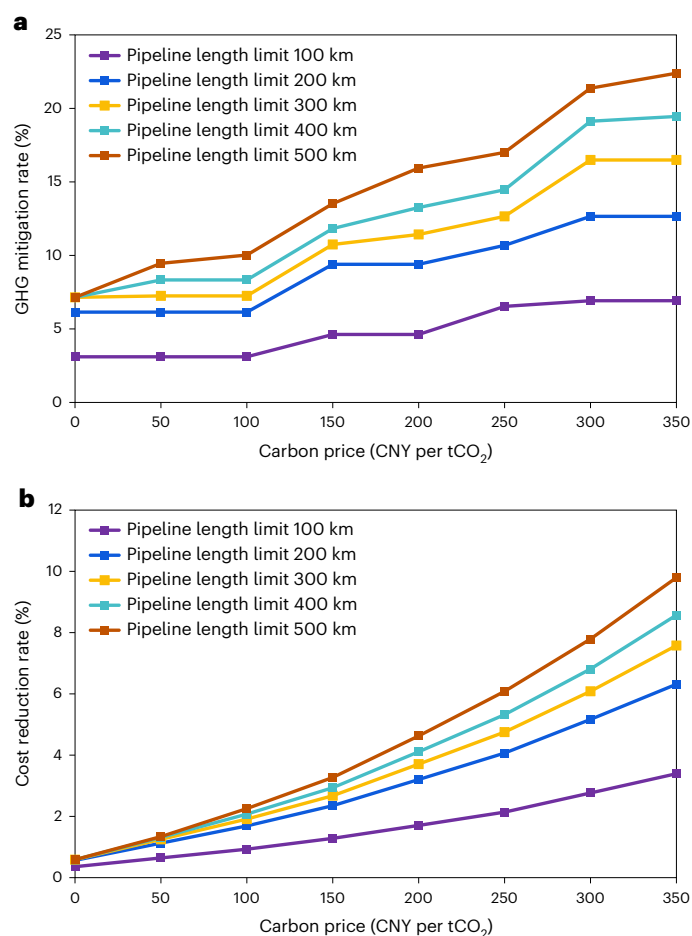 a
25
20
15
10
5
0
GHG mitigation rate (%)
Pipeline length limit 100 km
Pipeline length limit 200 km
Pipeline length limit 300 km
Pipeline length limit 400 km
Pipeline length limit 500 km
0 50 100 150 200 250 300 350
Carbon price (CNY per tCO₂)
b
12
10
8
6
4
2
0
Cost reduction rate (%)
Pipeline length limit 100 km
Pipeline length limit 200 km
Pipeline length limit 300 km
Pipeline length limit 400 km
Pipeline length limit 500 km
0 50 100 150 200 250 300 350
Carbon price (CNY per tCO₂)